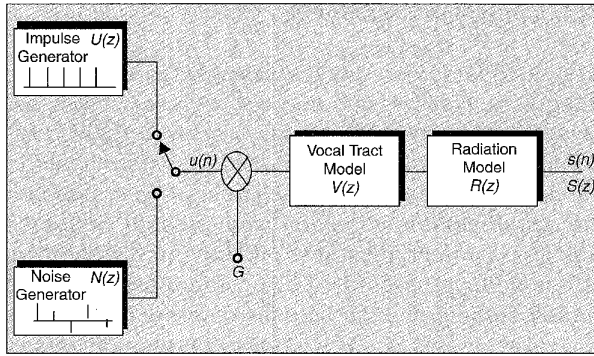 Impulse U(z)
Generator
u(n)
Vocal Tract
Model
V(z)
Radiation
Model
R(z)
s(n)
S(z)
G
Noise N(z)
Generator